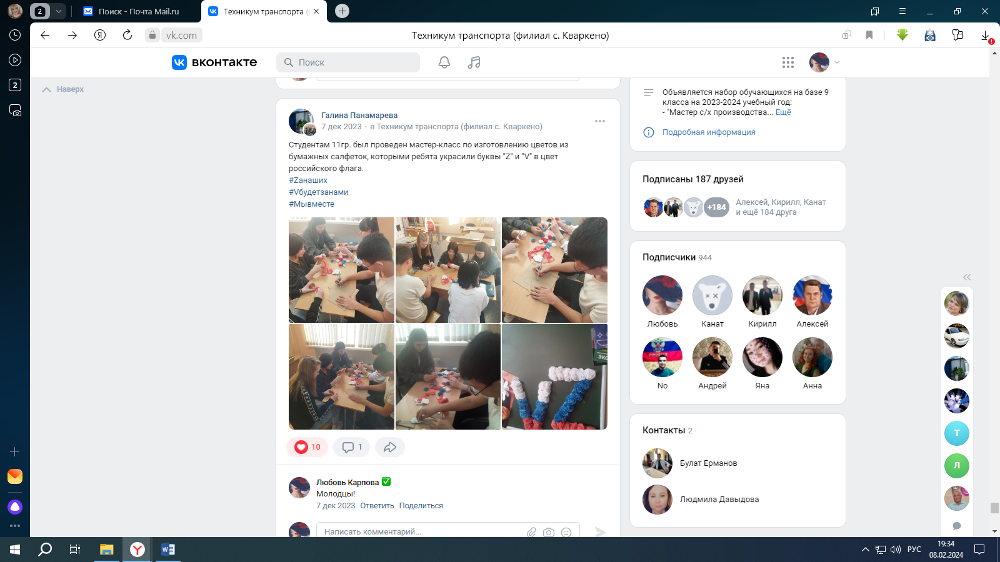 2
Поиск - Почта Mail.ru
Техникум транспорта (
vk.com
Техникум транспорта (филиал с. Кваркено)
2
вконтакте
Поиск
Наверх
Галина Панамарева
7 дек 2023 · в Техникум транспорта (филиал с. Кваркено)
Студентам 11гр. был проведен мастер-класс по изготовлению цветов из
бумажных салфеток, которыми ребята украсили буквы "Z" и "V" в цвет
российского флага.
#Zанаших
#Vбудетзанами
#Мывместе
10
1
Любовь Карпова
Молодцы!
7 дек 2023 Ответить Поделиться
Написать комментарий...
Объявляется набор обучающихся на базе 9
класса на 2023-2024 учебный год:
- "Мастер с/х производства... Ещё
Подробная информация
Подписаны 187 друзей
+184
Алексей, Кирилл, Канат
и ещё 184 друга
Подписчики 944
Любовь
Канат
Кирилл
Алексей
No
Андрей
Яна
Анна
Контакты 2
Булат Ерманов
Людмила Давыдова
Т
Л
РУС
19:34
08.02.2024